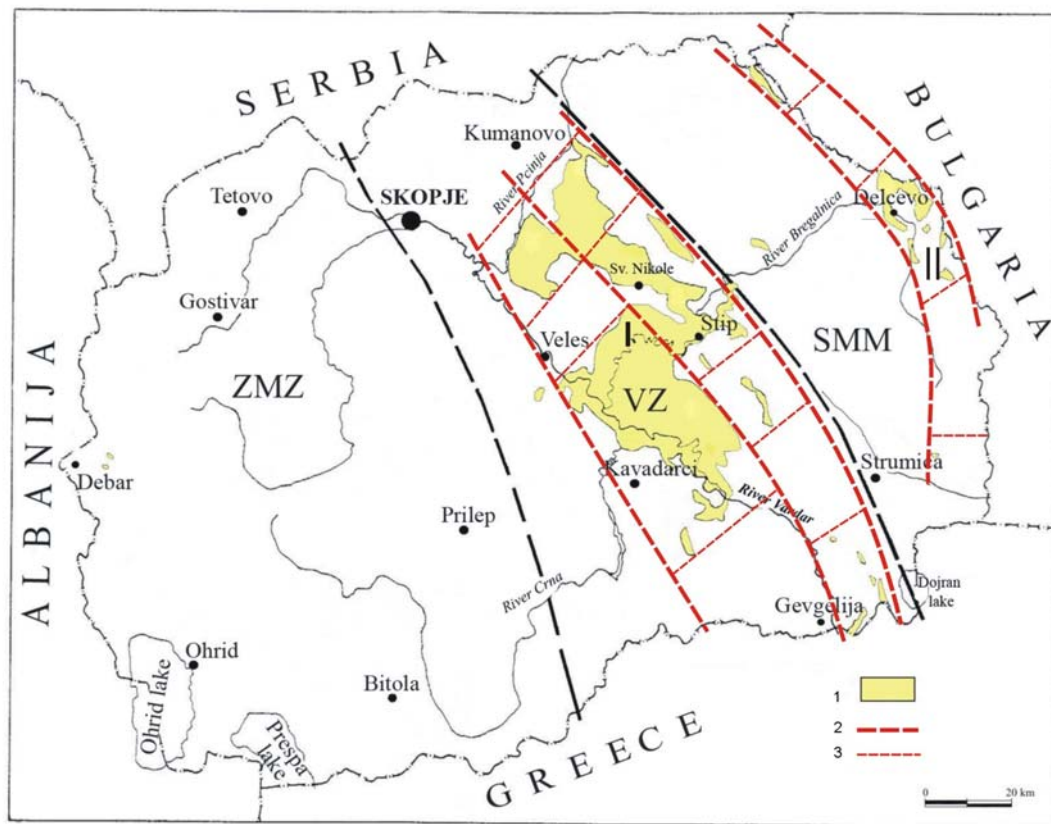 SERBIA
BULGARIA
ALBANIJA
GREECE
Kumanovo
River Pcinja
Tetovo
SKOPJE
Delcevo
River Bregalnica
II
Gostivar
Sv. Nikole
Stip
I
Veles
SMM
ZMZ
VZ
Debar
Kavadarci
Strumica
River Vardar
Prilep
River Crna
Dojran
lake
Gevgelija
Ohrid
Ohrid lake
Bitola
Prespa
lake
1
2
3
0 20 km